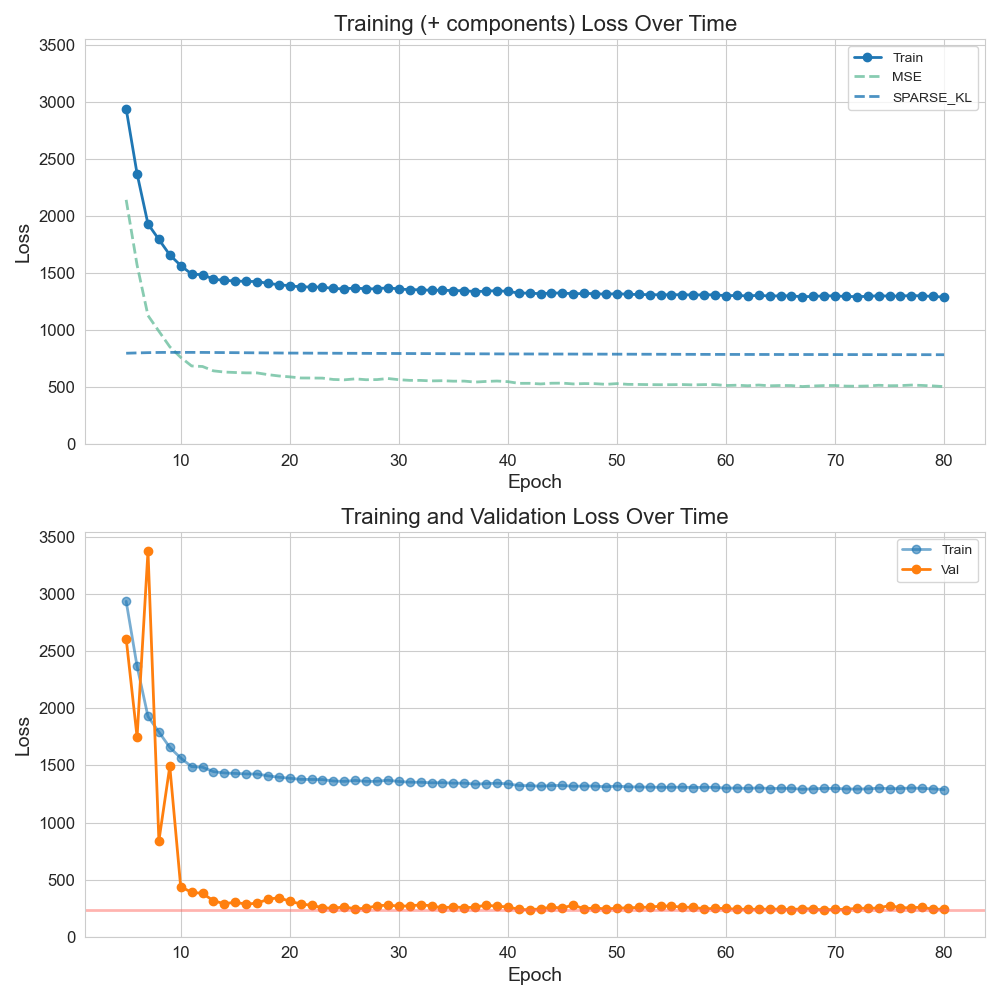 Training (+ components) Loss Over Time
3500
3000
2500
2000
1500
1000
500
0
Loss
Train
MSE
SPARSE_KL
10 20 30 40 50 60 70 80
Epoch
Training and Validation Loss Over Time
3500
3000
2500
2000
1500
1000
500
0
Loss
Train
Val
10 20 30 40 50 60 70 80
Epoch